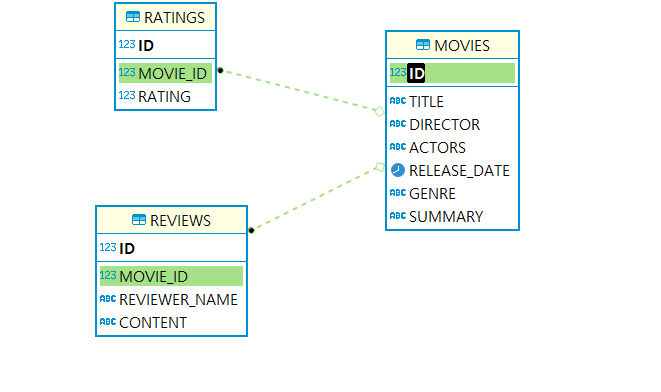 RATINGS
123 ID
123 MOVIE_ID
123 RATING
MOVIES
123 ID
ABC TITLE
ABC DIRECTOR
ABC ACTORS
RELEASE_DATE
ABC GENRE
ABC SUMMARY
REVIEWS
123 ID
123 MOVIE_ID
ABC REVIEWER_NAME
ABC CONTENT